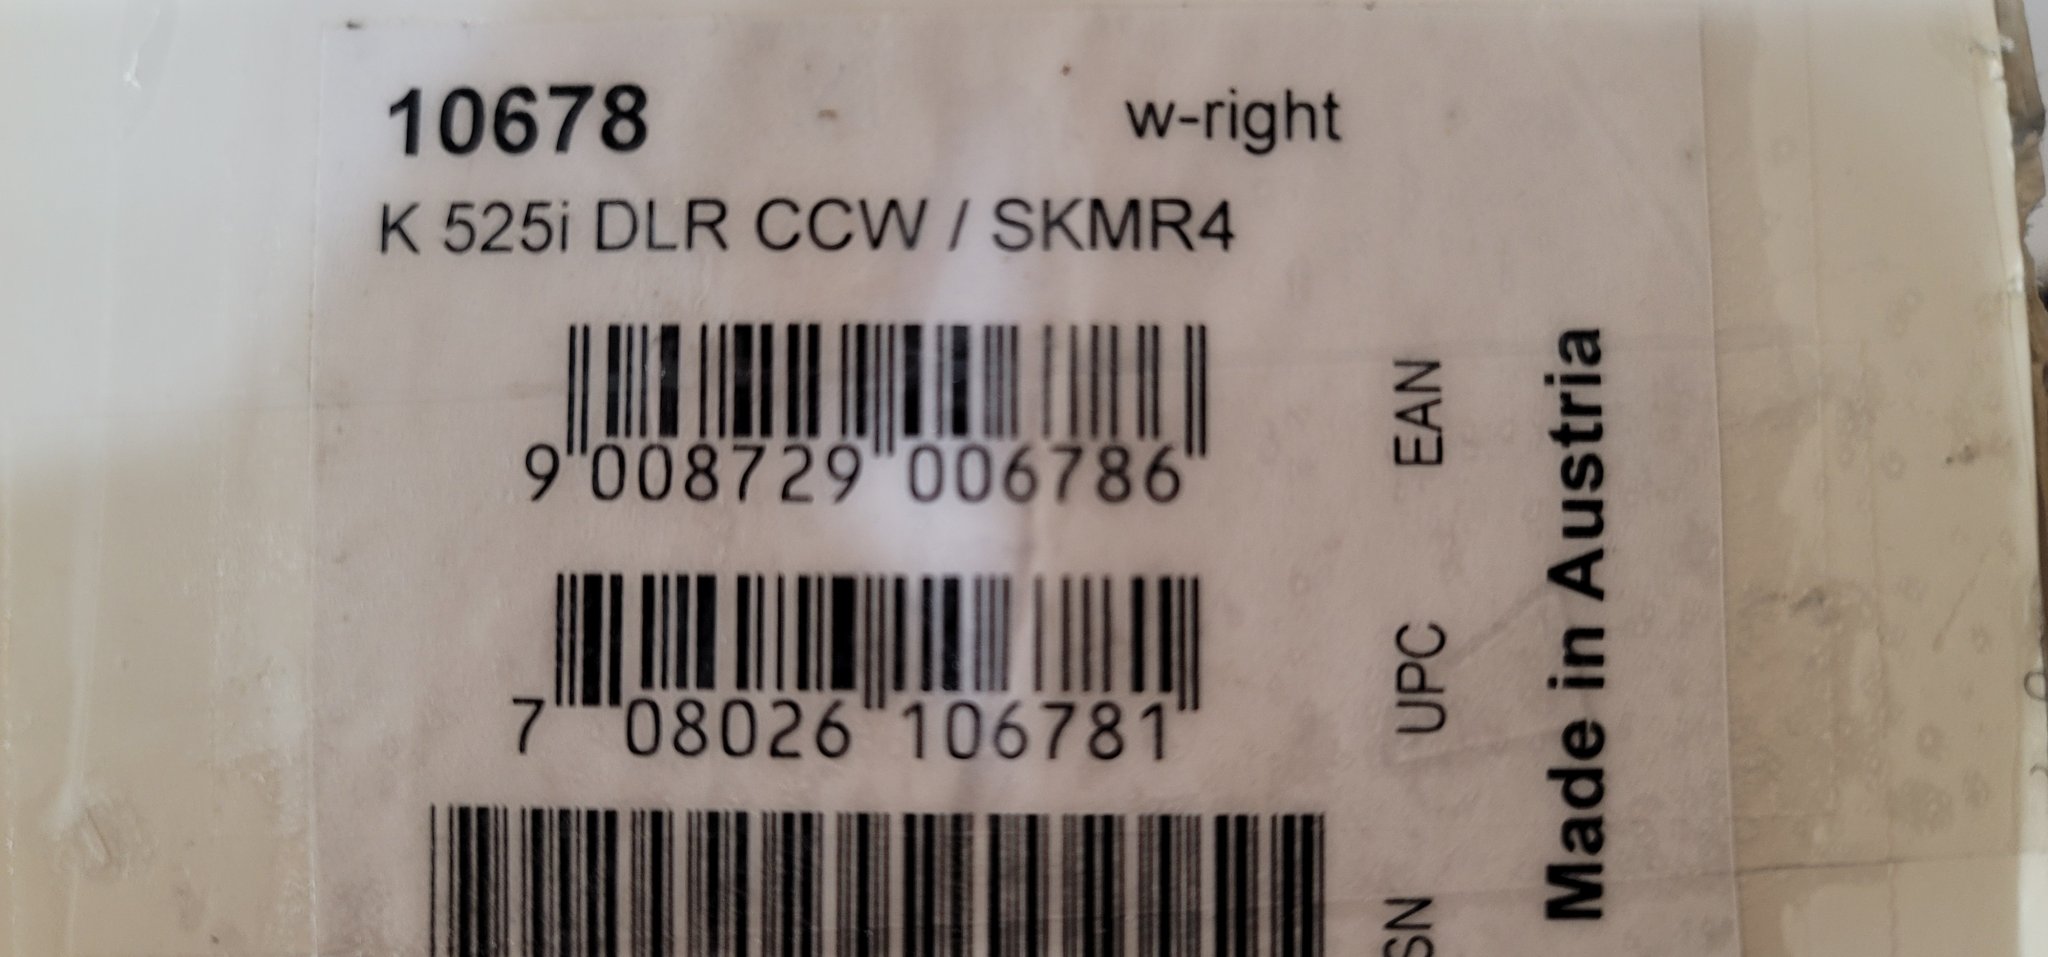 10678
w-right
K 525i DLR CCW / SKMR4
9 008729 006786
EAN
7 08026 106781
UPC
SN
Made in Austria